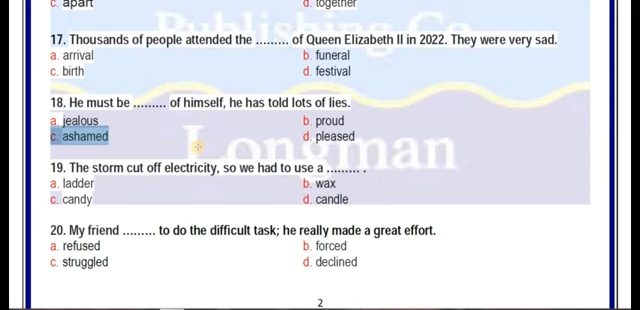 c. apart d. together
17. Thousands of people attended the ......... of Queen Elizabeth II in 2022. They were very sad.
a. arrival b. funeral
c. birth d. festival
18. He must be ......... of himself, he has told lots of lies.
a. jealous b. proud
c. ashamed d. pleased
19. The storm cut off electricity, so we had to use a ......... .
a. ladder b. wax
c. candy d. candle
20. My friend ......... to do the difficult task; he really made a great effort.
a. refused b. forced
c. struggled d. declined
2
Publishing Co
Longman